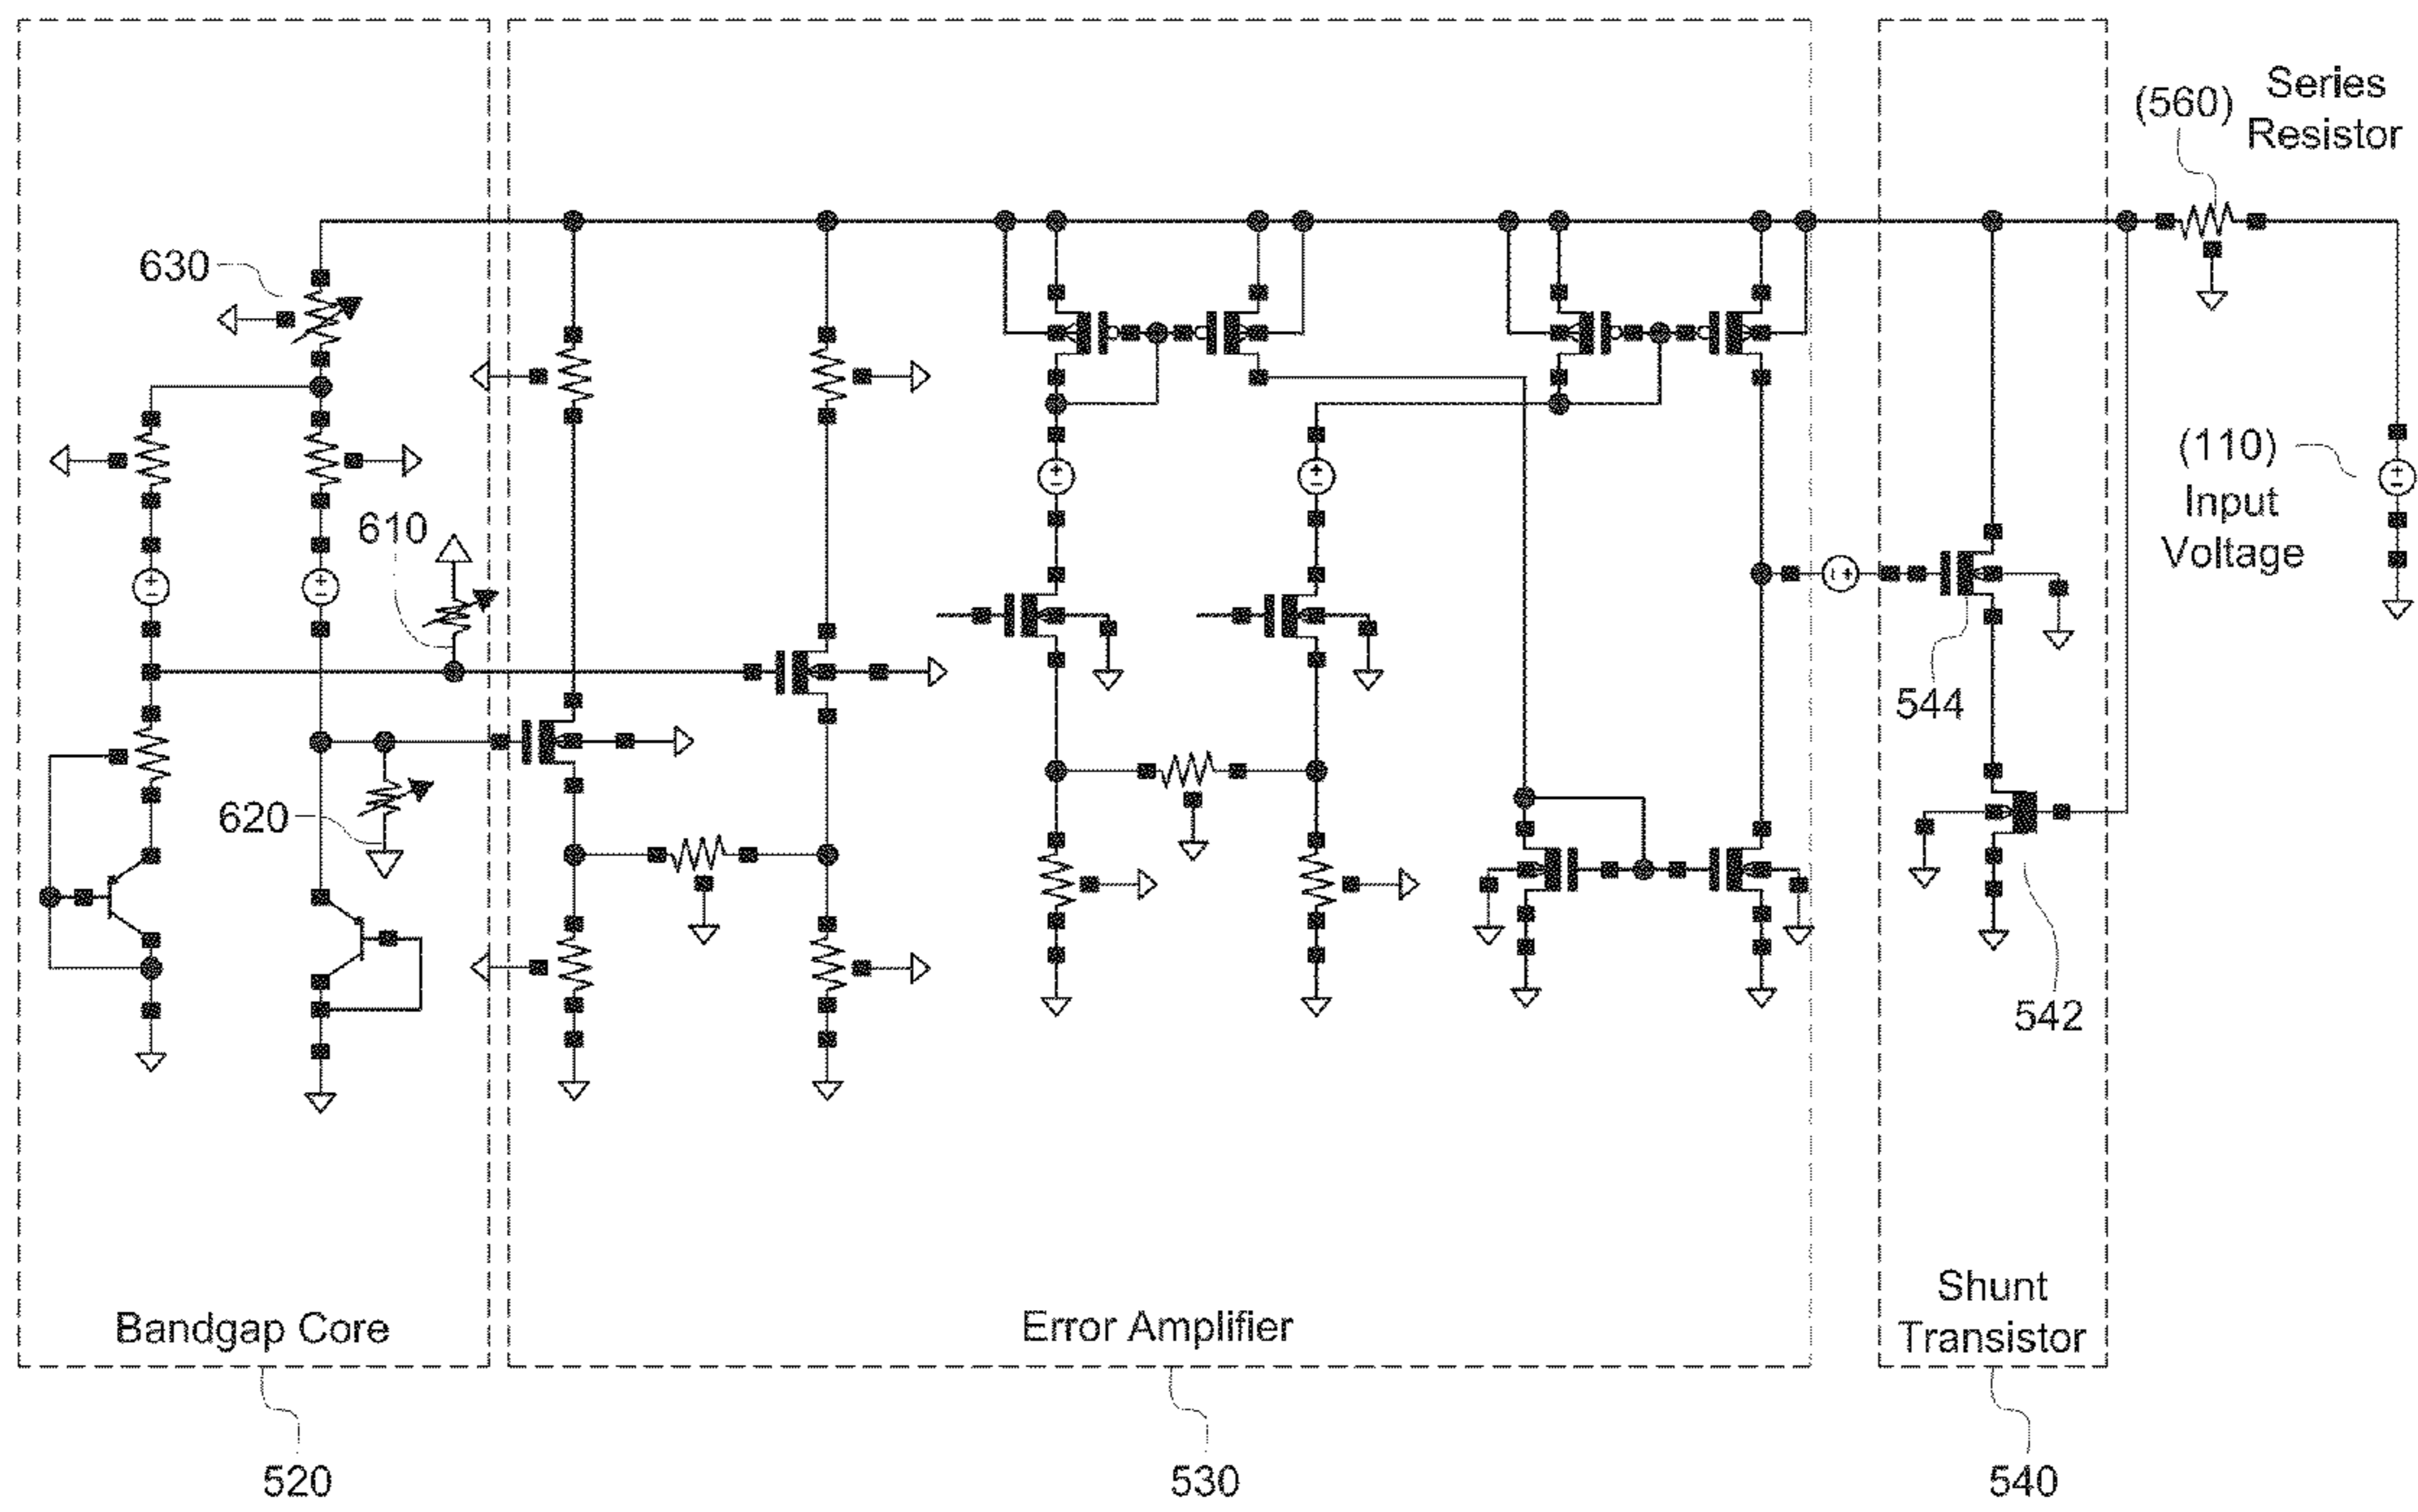 Series
(560)
Resistor
630
(110)
Input
Voltage
610
544
620
542
Shunt
Transistor
Bandgap Core
Error Amplifier
520
530
540